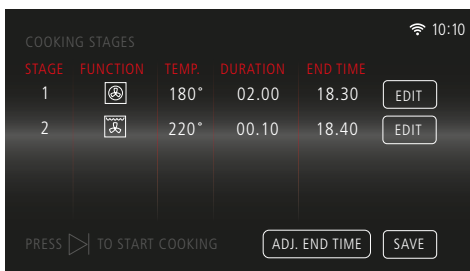 10:10
COOKING STAGES
STAGE FUNCTION TEMP. DURATION END TIME
1 180° 02.00 18.30 EDIT
2 220° 00.10 18.40 EDIT
PRESS TO START COOKING ADJ. END TIME SAVE